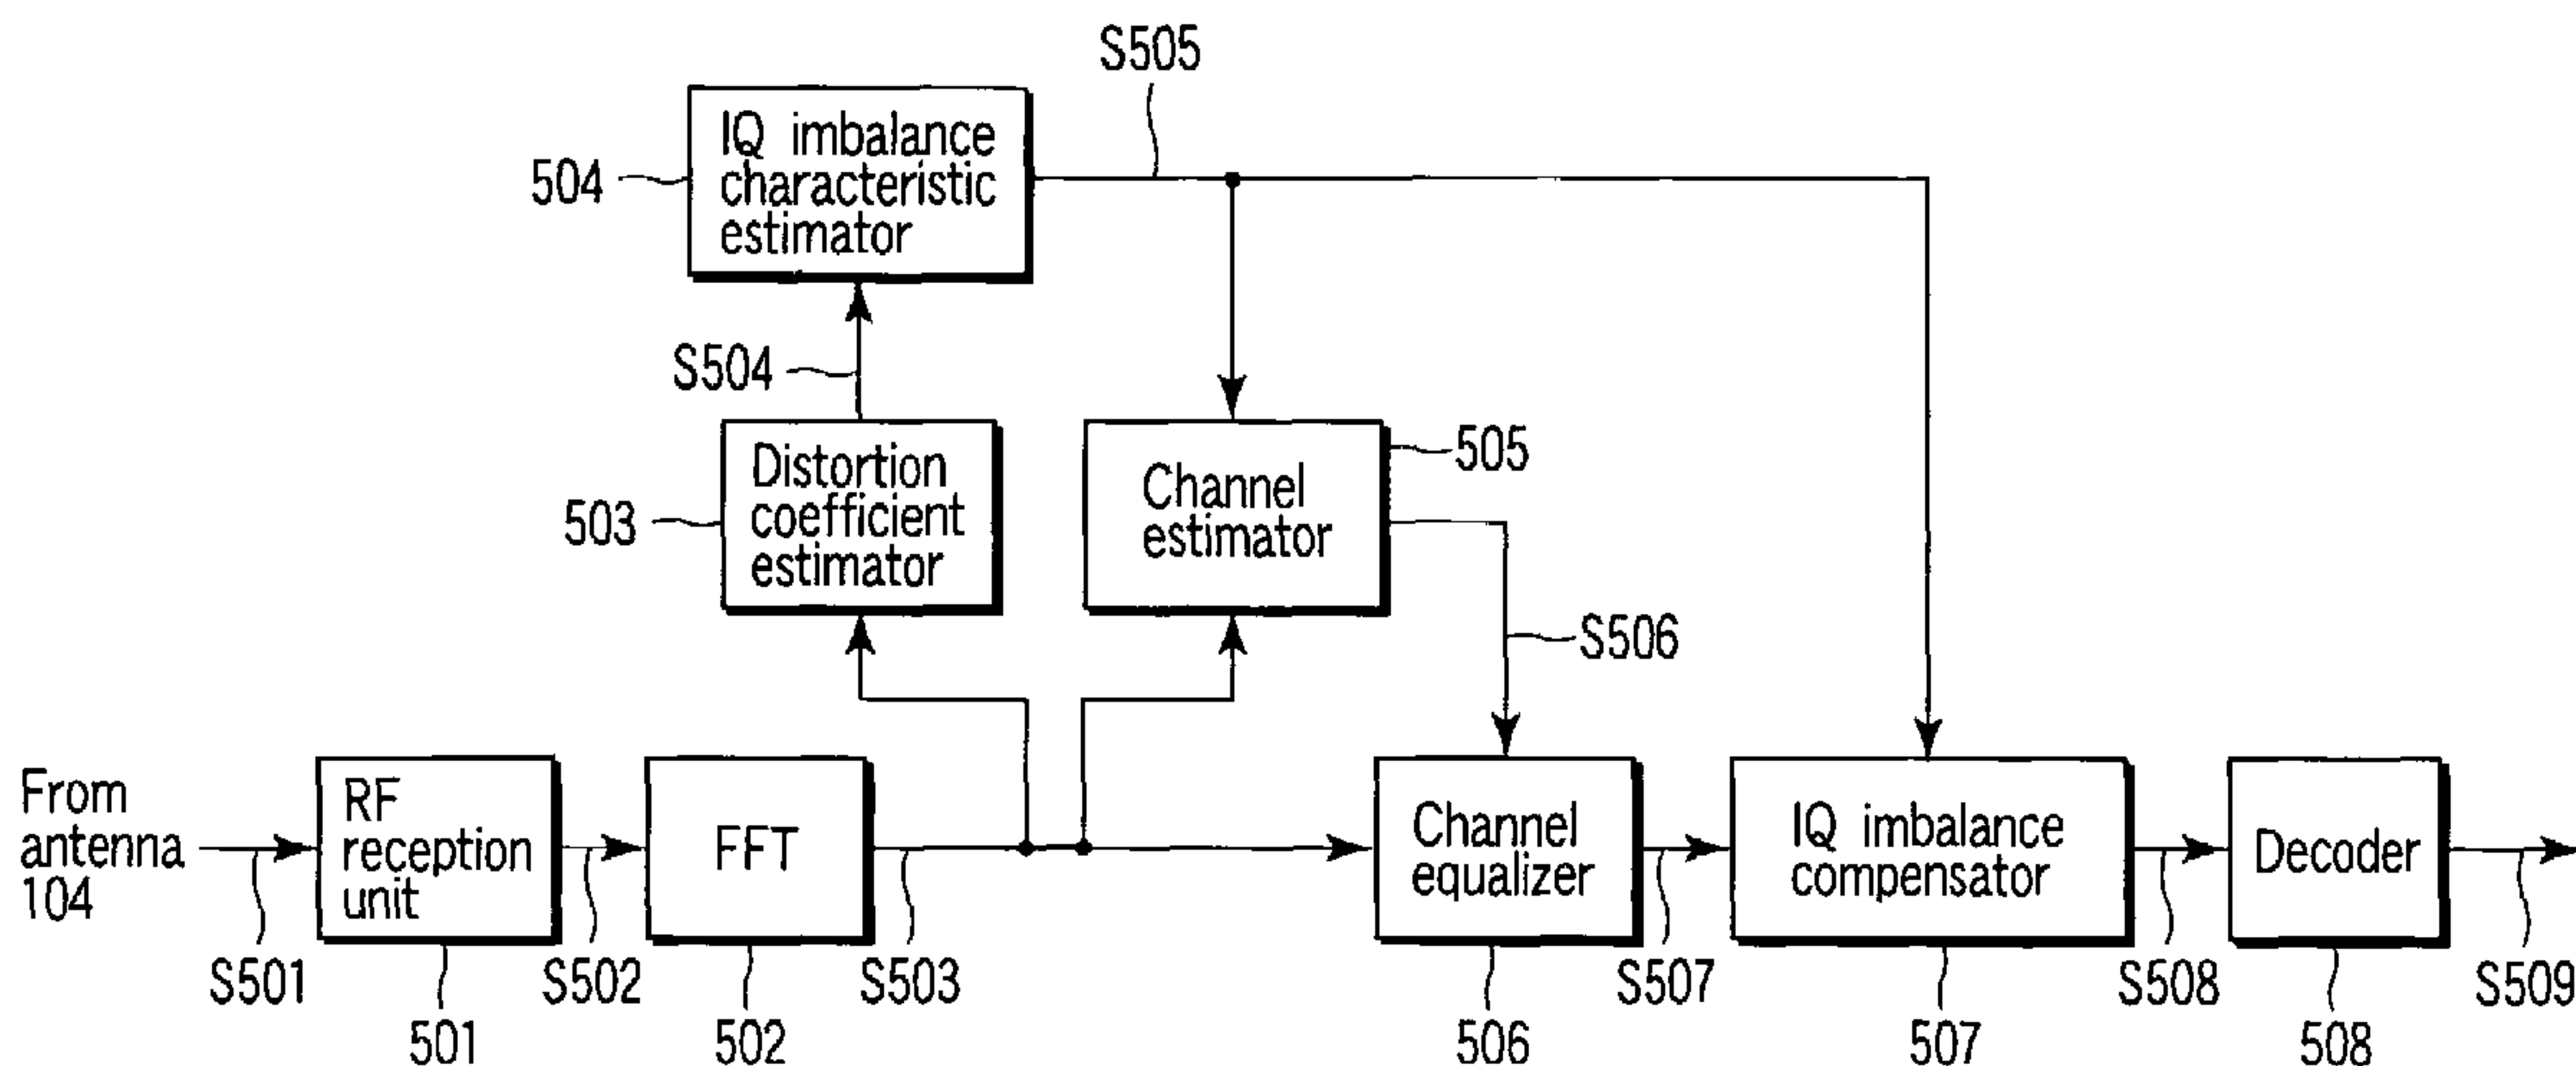 S505
IQ imbalance
characteristic
estimator
504
S504
Distortion
coefficient
estimator
503
Channel
estimator
505
S506
From
antenna
104
RF
reception
unit
FFT
Channel
equalizer
IQ imbalance
compensator
Decoder
S501
S502
S503
S507
S508
S509
501
502
506
507
508